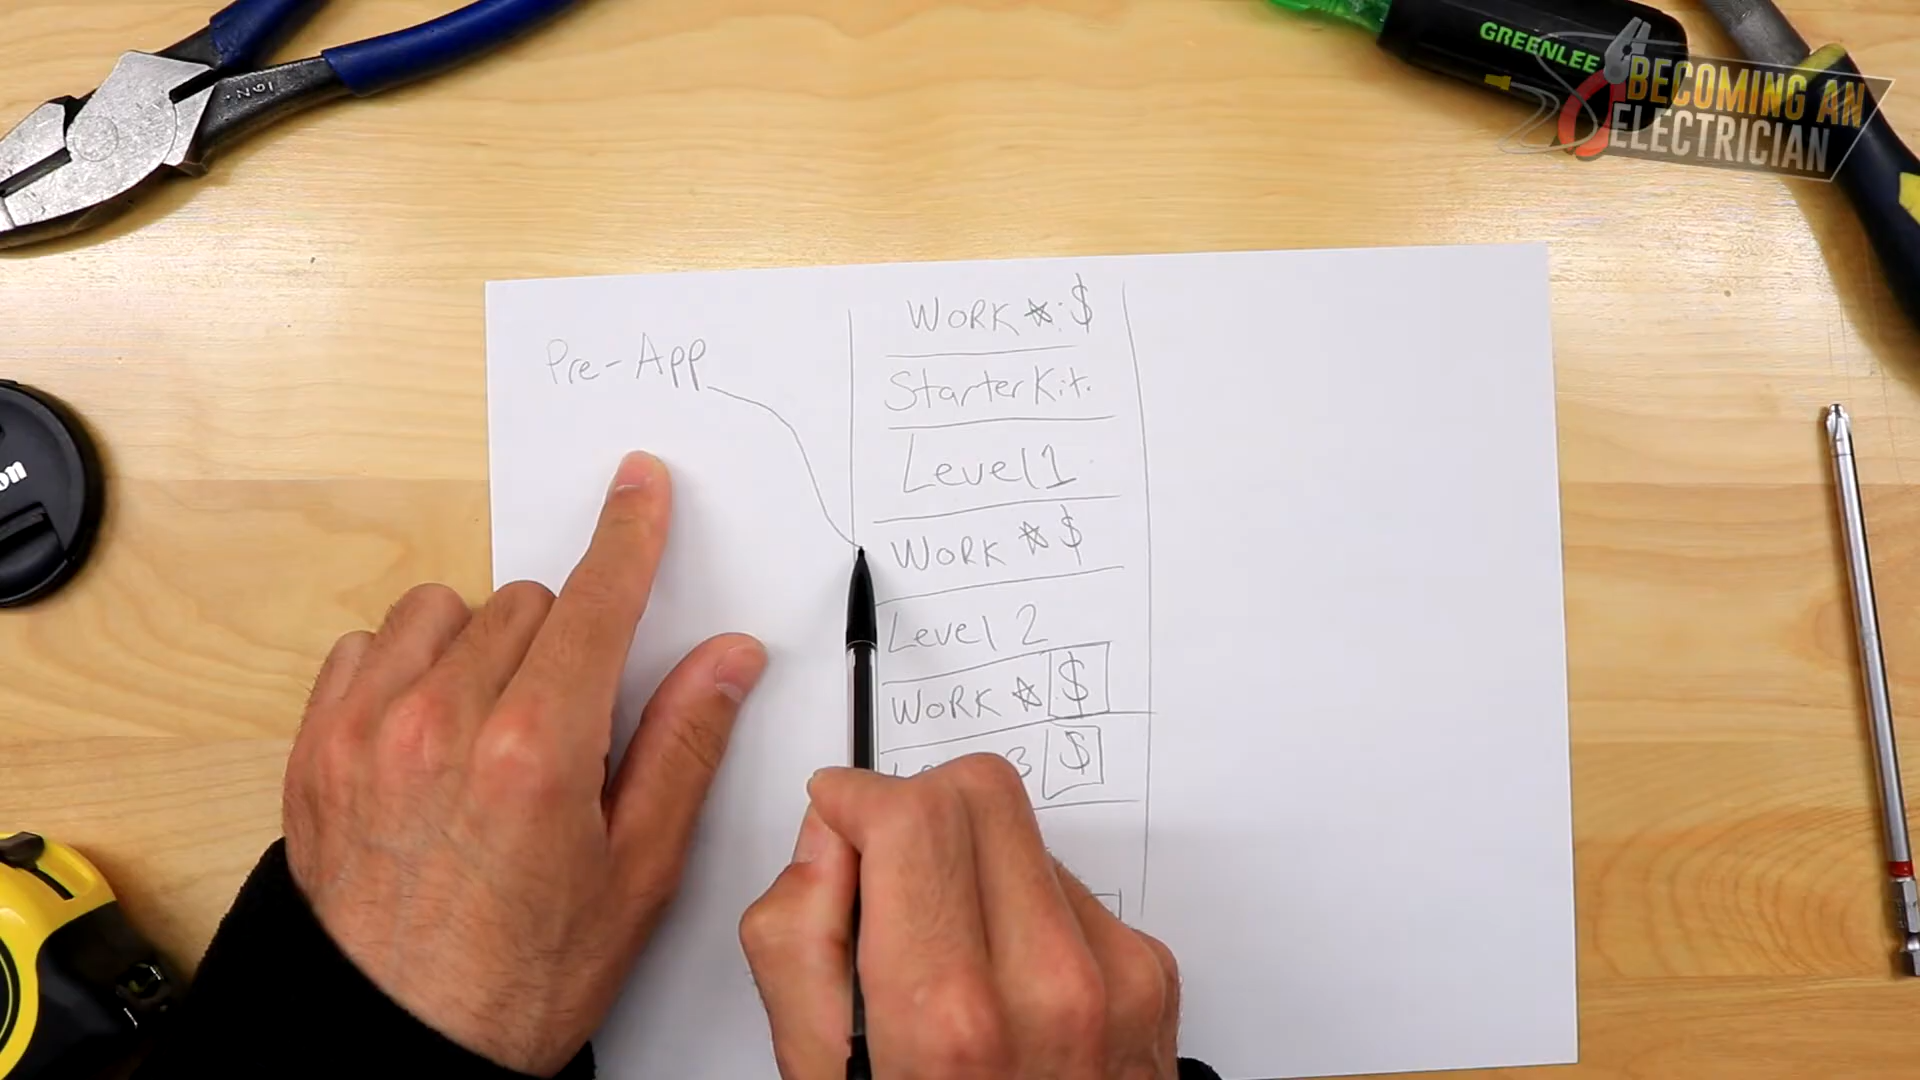 GREENLEE
BECOMING AN
ELECTRICIAN
Pre-App
WORK ☆:$
Starter Kit.
Level 1
WORK ☆ $
Level 2
WORK ☆ $
3 $